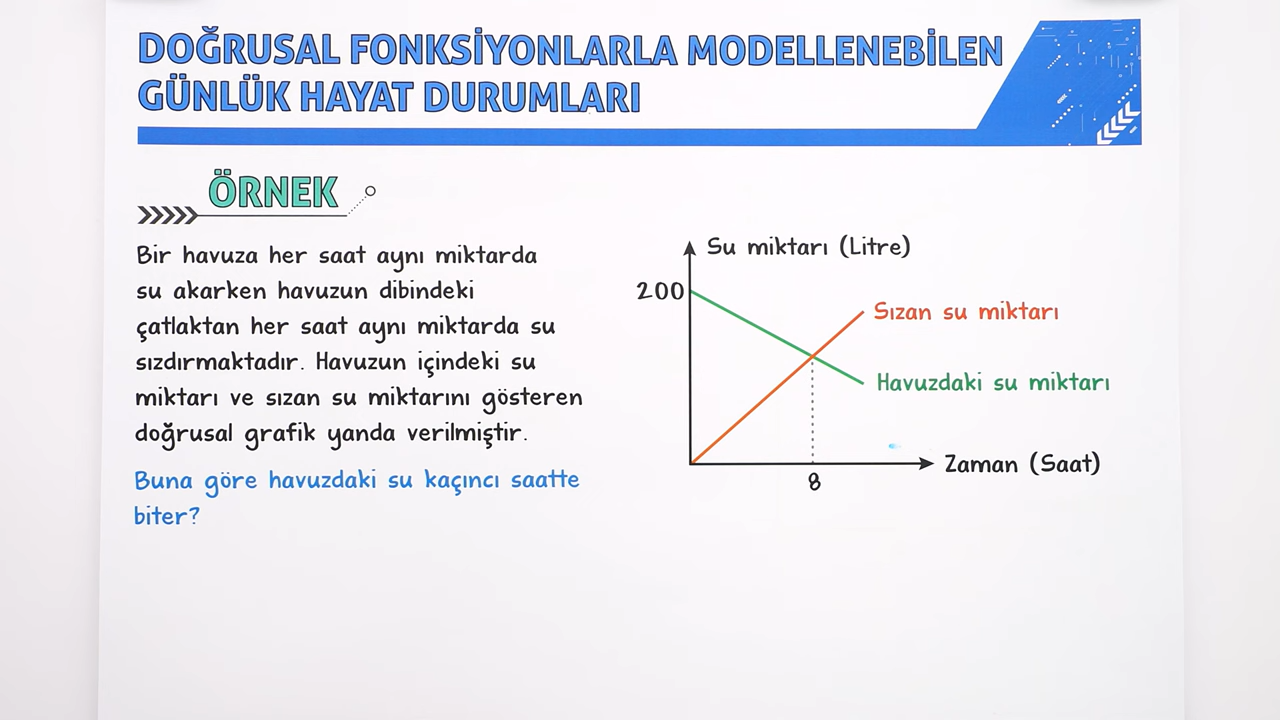 DOĞRUSAL FONKSİYONLARLA MODELLENEBİLEN
GÜNLÜK HAYAT DURUMLARI
ÖRNEK
Bir havuza her saat aynı miktarda
su akarken havuzun dibindeki
çatlaktan her saat aynı miktarda su
sızdırmaktadır. Havuzun içindeki su
miktarı ve sızan su miktarını gösteren
doğrusal grafik yanda verilmiştir.
Buna göre havuzdaki su kaçıncı saatte
biter?
Su miktarı (Litre)
200
Sızan su miktarı
Havuzdaki su miktarı
Zaman (Saat)
8